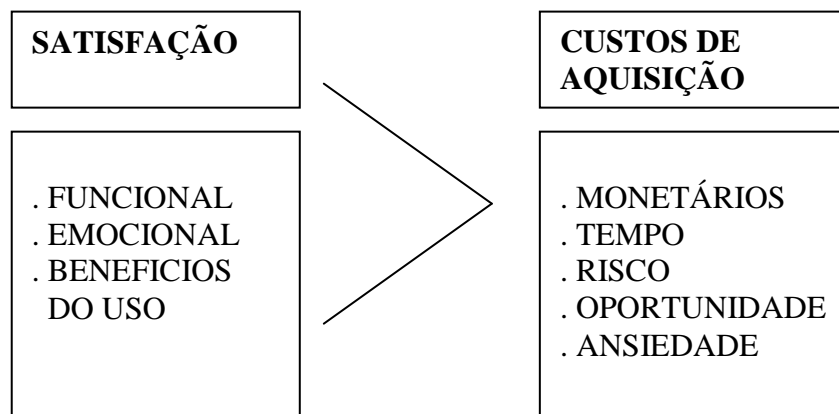 SATISFAÇÃO
. FUNCIONAL
. EMOCIONAL
. BENEFICIOS
DO USO
CUSTOS DE
AQUISIÇÃO
. MONETÁRIOS
. TEMPO
. RISCO
. OPORTUNIDADE
. ANSIEDADE